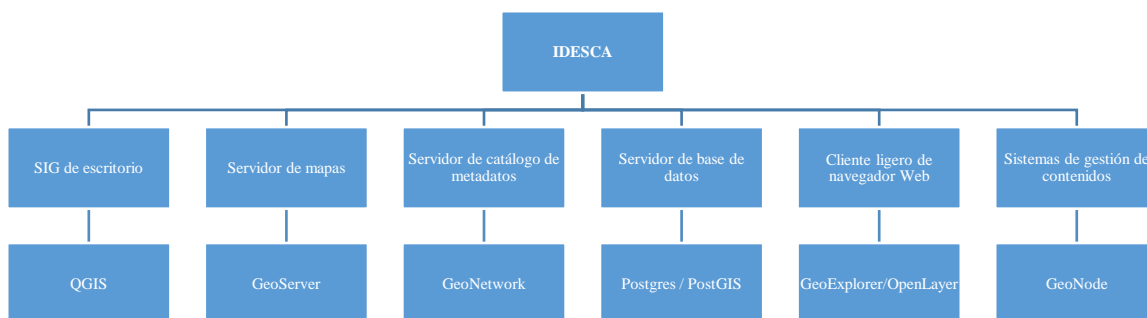 IDESCA
SIG de escritorio
Servidor de mapas
Servidor de catálogo de
metadatos
Servidor de base de
datos
Cliente ligero de
navegador Web
Sistemas de gestión de
contenidos
QGIS
GeoServer
GeoNetwork
Postgres / PostGIS
GeoExplorer/OpenLayer
GeoNode